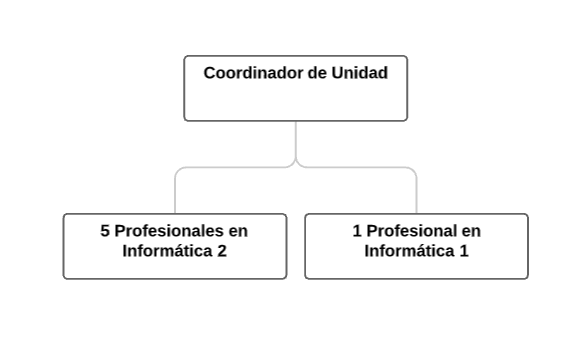 Coordinador de Unidad
5 Profesionales en
Informática 2
1 Profesional en
Informática 1